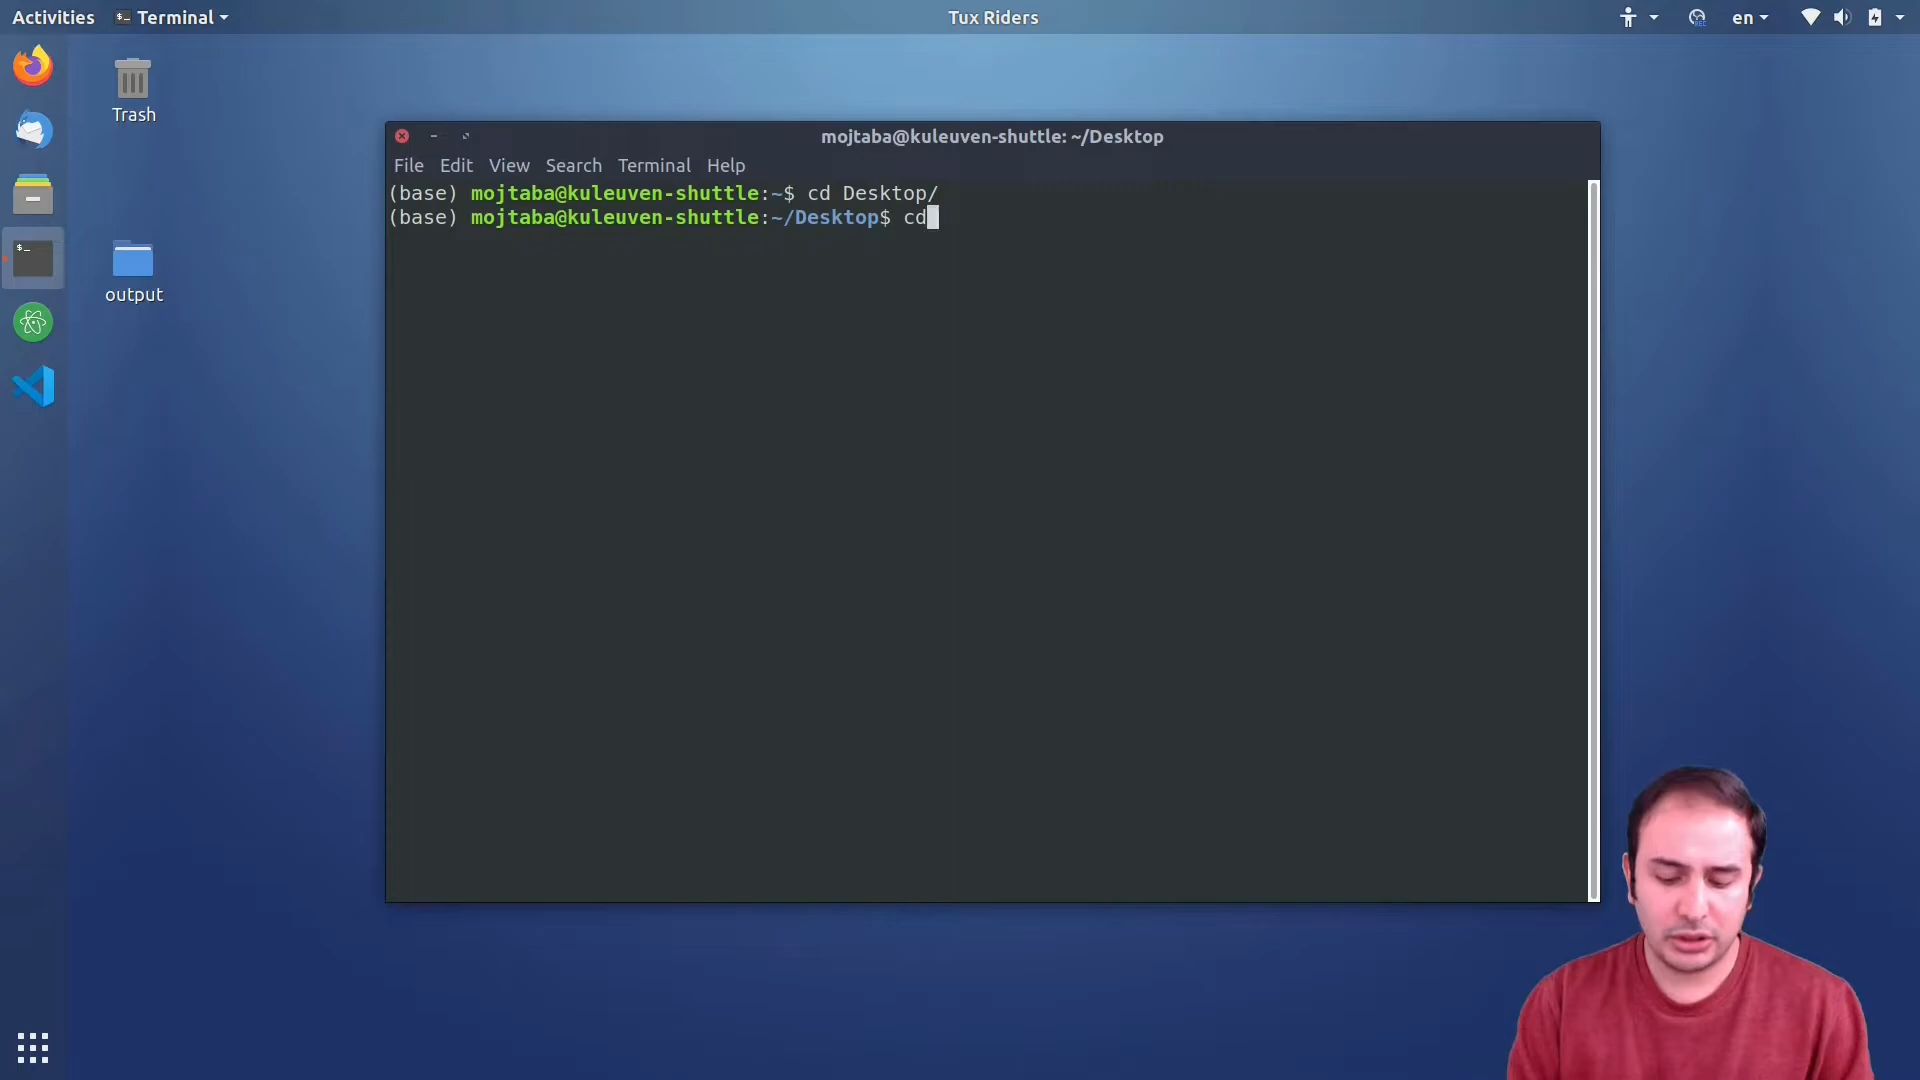 Activities Terminal Tux Riders en
Trash
mojtaba@kuleuven-shuttle: ~/Desktop
File Edit View Search Terminal Help
(base) mojtaba@kuleuven-shuttle:~$ cd Desktop/
(base) mojtaba@kuleuven-shuttle:~/Desktop$ cd
output